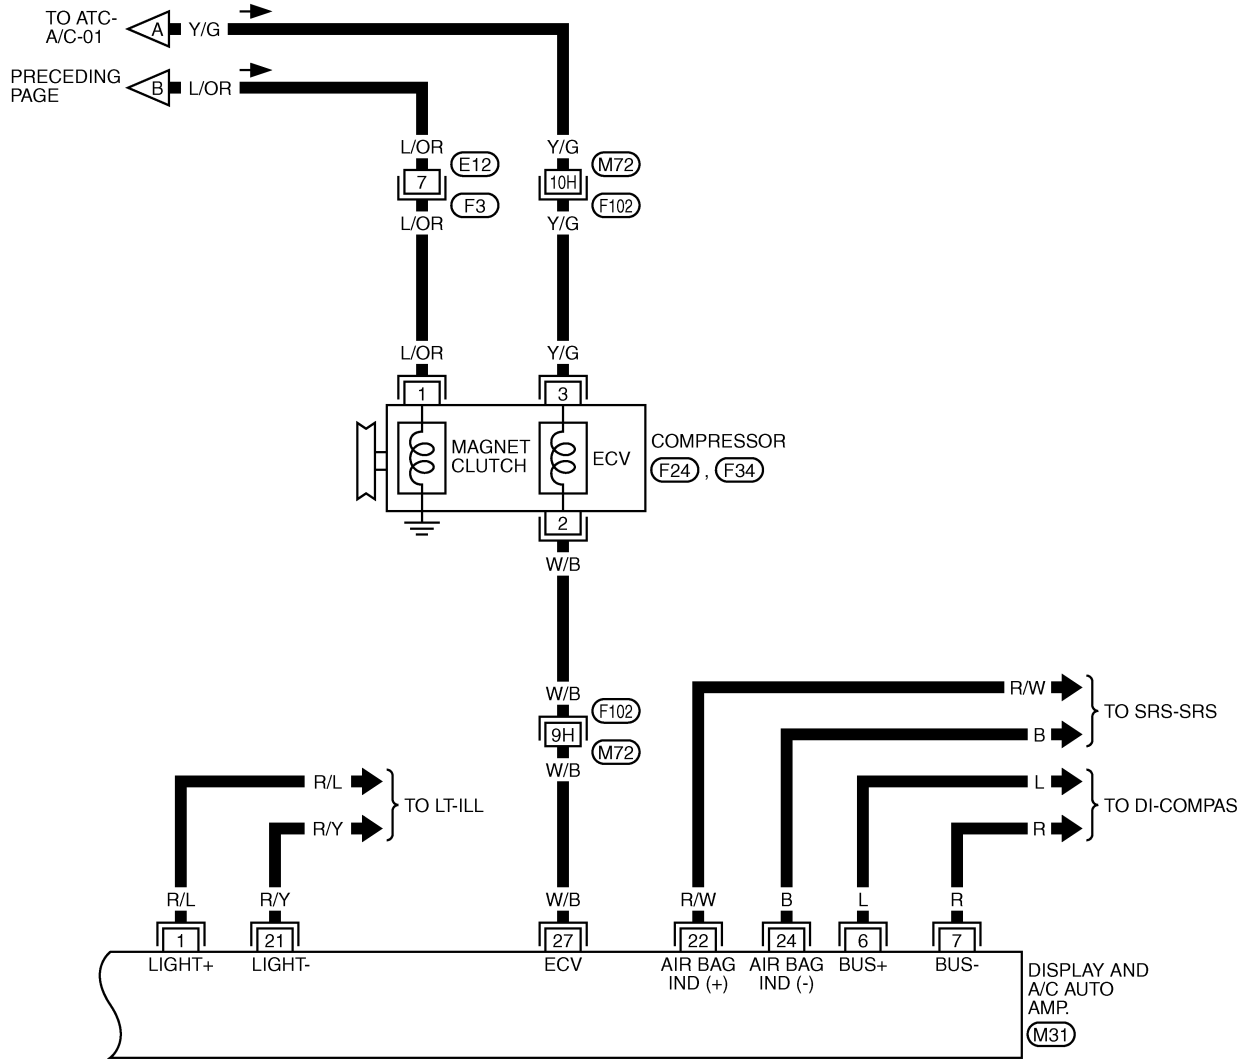 TO ATC-
A/C-01
A
Y/G
PRECEDING
PAGE
B
L/OR
L/OR
Y/G
E12
M72
7
10H
F3
F102
L/OR
Y/G
L/OR
Y/G
1
3
MAGNET
CLUTCH
ECV
COMPRESSOR
F24 , F34
2
W/B
W/B
F102
9H
M72
W/B
R/W
B
TO SRS-SRS
R/L
R/Y
TO LT-ILL
L
R
TO DI-COMPAS
R/L
R/Y
W/B
R/W
B
L
R
1
21
27
22
24
6
7
LIGHT+
LIGHT-
ECV
AIR BAG
IND (+)
AIR BAG
IND (-)
BUS+
BUS-
DISPLAY AND
A/C AUTO
AMP.
M31